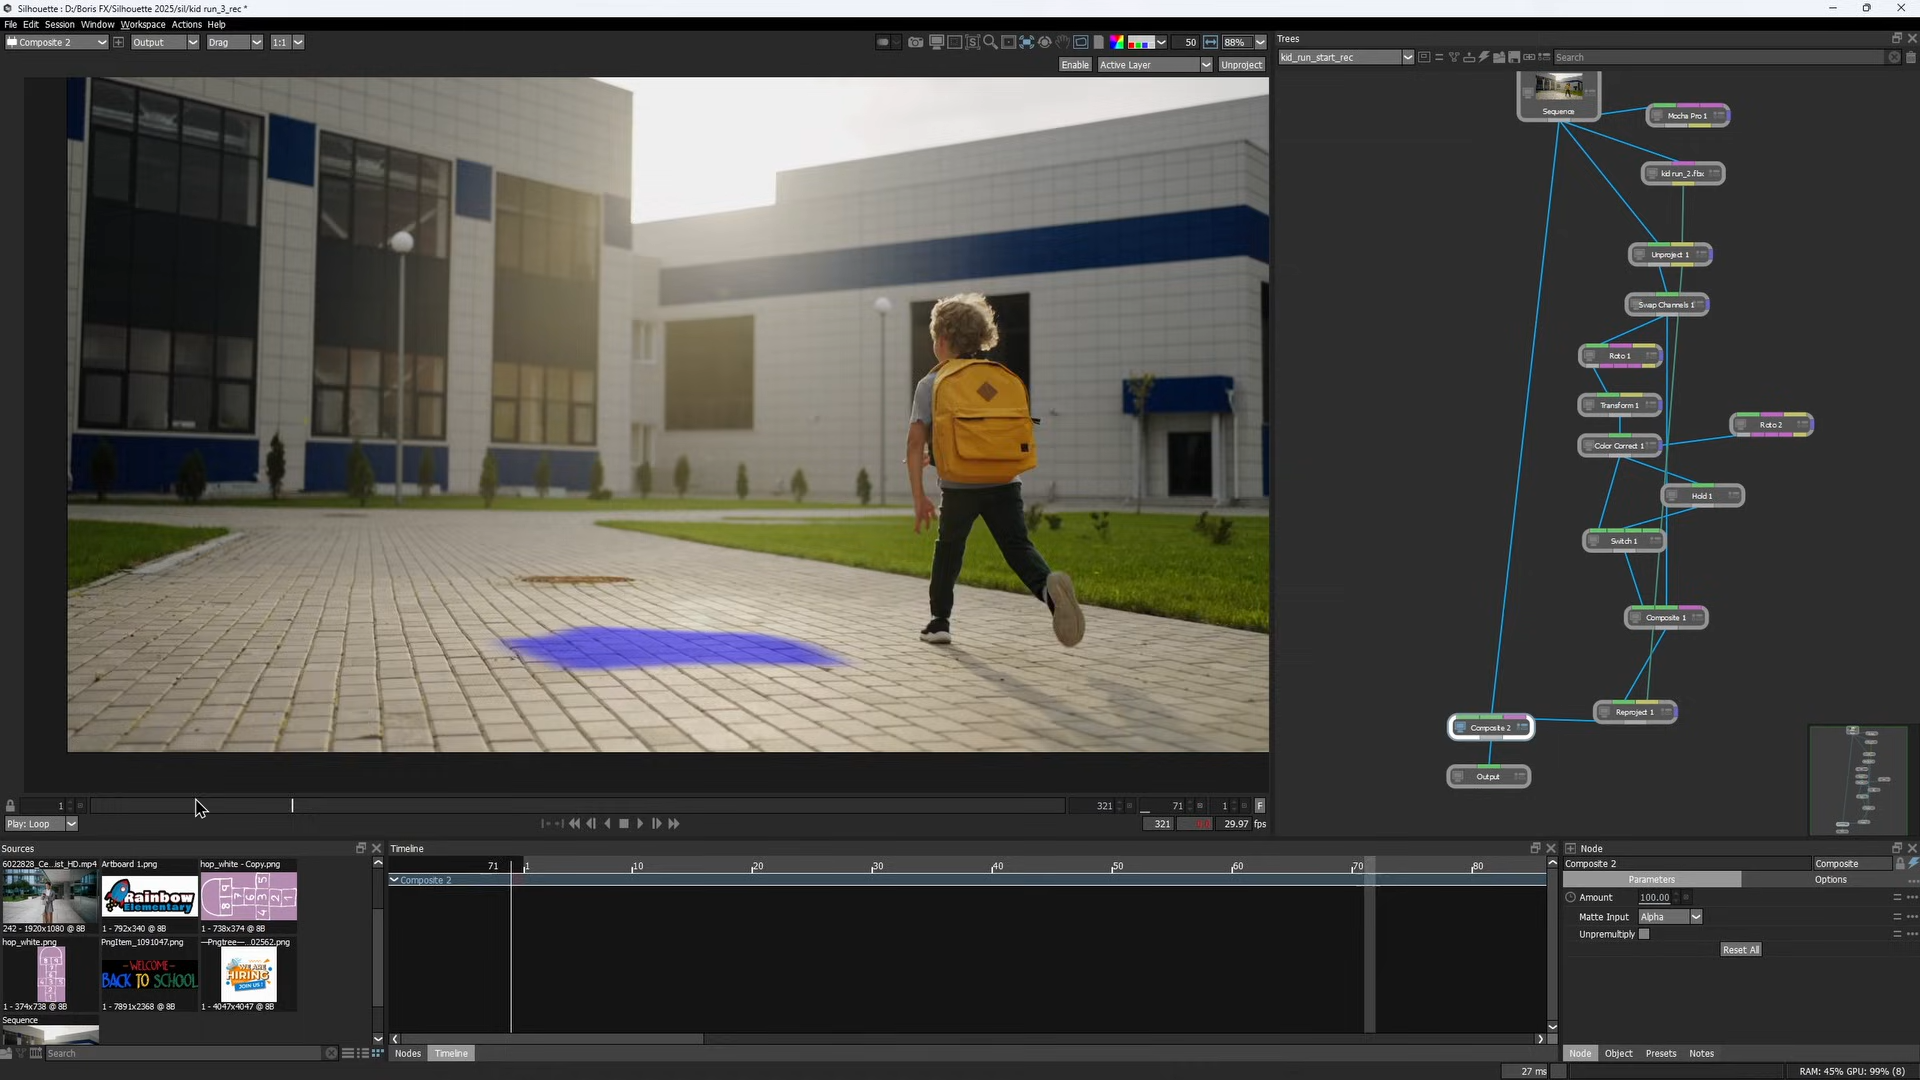 Silhouette : D:/Boris FX/Silhouette 2025/sil/kid run_3_rec *
File Edit Session Window Workspace Actions Help
Composite 2 Output Drag 1:1 50 88%
Enable Active Layer Unproject
Trees
kid_run_start_rec Search
Sequence
Mocha Pro 1
kid run_2.fbx
Unproject 1
Swap Channels 1
Roto 1
Transform 1
Roto 2
Color Correct 1
Hold 1
Switch 1
Composite 1
Reproject 1
Composite 2
Output
1 321 71 1 F
Play: Loop 321 29.97 fps
Sources
6022828_Ce...ist_HD.mp4 Artboard 1.png hop_white - Copy.png
Rainbow
Elementary
242 - 1920x1080 @ 8B 1 - 792x340 @ 8B 1 - 738x374 @ 8B
hop_white.png PngItem_1091047.png —Pngtree—...02562.png
-WELCOME-
BACK TO SCHOOL
WE ARE
HIRING
JOIN US!
1 - 374x738 @ 8B 1 - 7891x2368 @ 8B 1 - 4047x4047 @ 8B
Sequence
Search
Timeline
71 1 10 20 30 40 50 60 70 80
Composite 2
Nodes Timeline
Node
Composite 2 Composite
Parameters Options
Amount 100.00
Matte Input Alpha
Unpremultiply
Reset All
Node Object Presets Notes
27 ms RAM: 45% GPU: 99% (8)